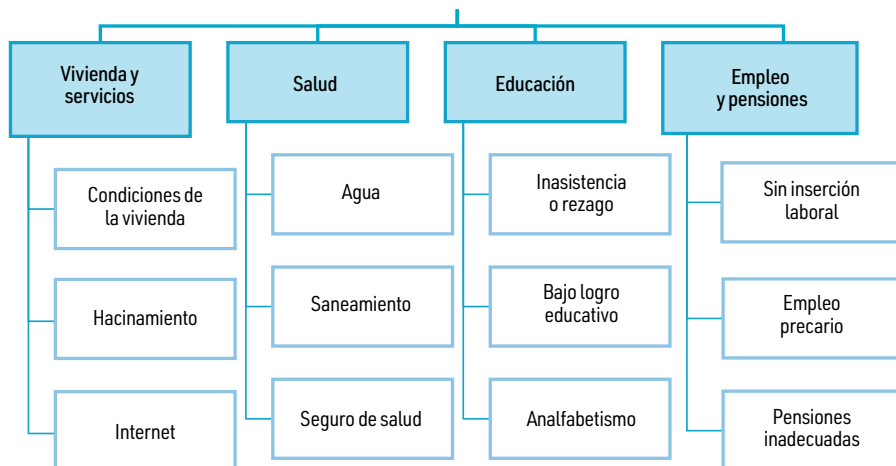 Vivienda y
servicios
Salud
Educación
Empleo
y pensiones
Condiciones de
la vivienda
Hacinamiento
Internet
Agua
Saneamiento
Seguro de salud
Inasistencia
o rezago
Bajo logro
educativo
Analfabetismo
Sin inserción
laboral
Empleo
precario
Pensiones
inadecuadas